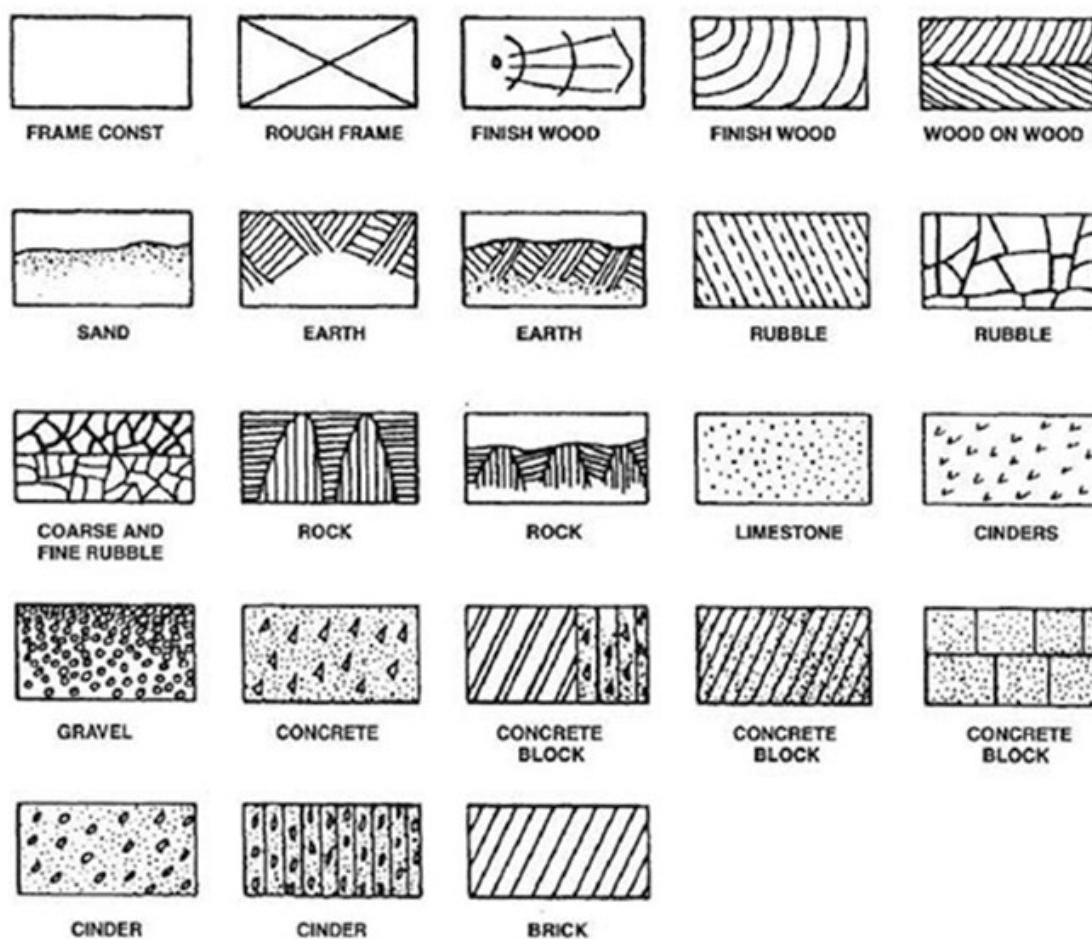 FRAME CONST
ROUGH FRAME
FINISH WOOD
FINISH WOOD
WOOD ON WOOD
SAND
EARTH
EARTH
RUBBLE
RUBBLE
COARSE AND
FINE RUBBLE
ROCK
ROCK
LIMESTONE
CINDERS
GRAVEL
CONCRETE
CONCRETE
BLOCK
CONCRETE
BLOCK
CONCRETE
BLOCK
CINDER
CINDER
BRICK